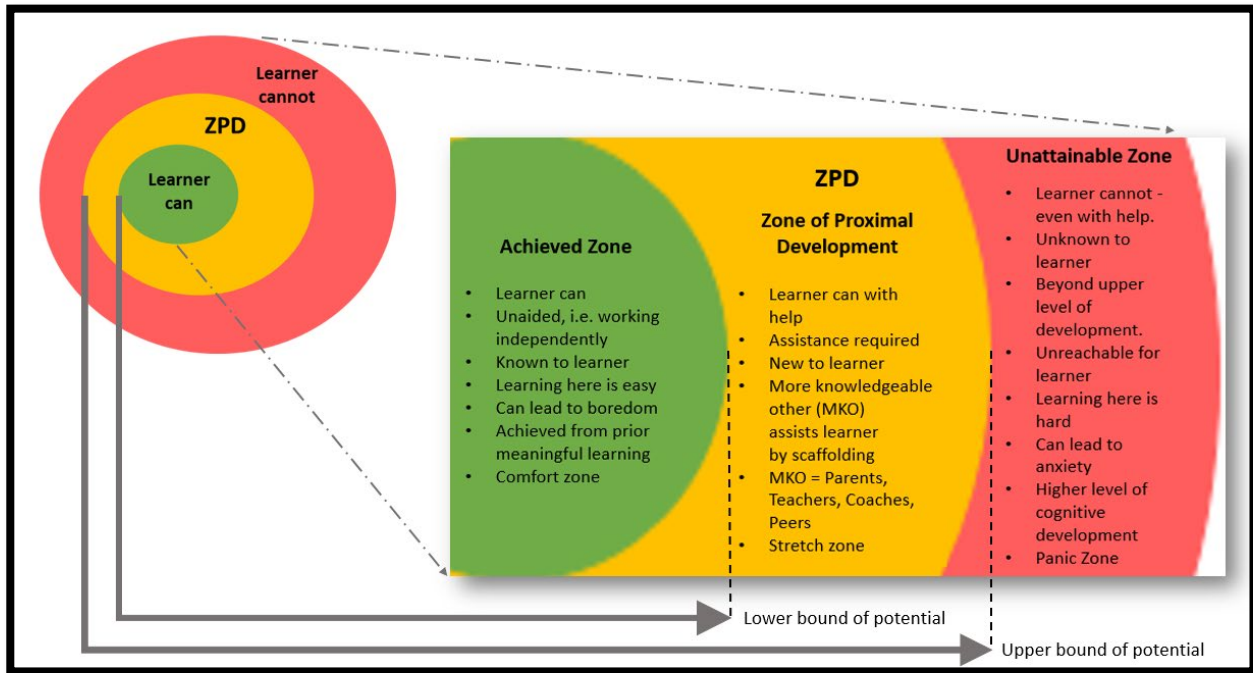 Learner
cannot
ZPD
Learner
can
Achieved Zone
• Learner can
• Unaided, i.e. working
independently
• Known to learner
• Learning here is easy
• Can lead to boredom
• Achieved from prior
meaningful learning
• Comfort zone
ZPD
Zone of Proximal
Development
• Learner can with
help
• Assistance required
• New to learner
• More knowledgeable
other (MKO)
assists learner
by scaffolding
• MKO = Parents,
Teachers, Coaches,
Peers
• Stretch zone
Unattainable Zone
• Learner cannot -
even with help.
• Unknown to
learner
• Beyond upper
level of
development.
• Unreachable for
learner
• Learning here is
hard
• Can lead to
anxiety
• Higher level of
cognitive
development
• Panic Zone
Lower bound of potential
Upper bound of potential